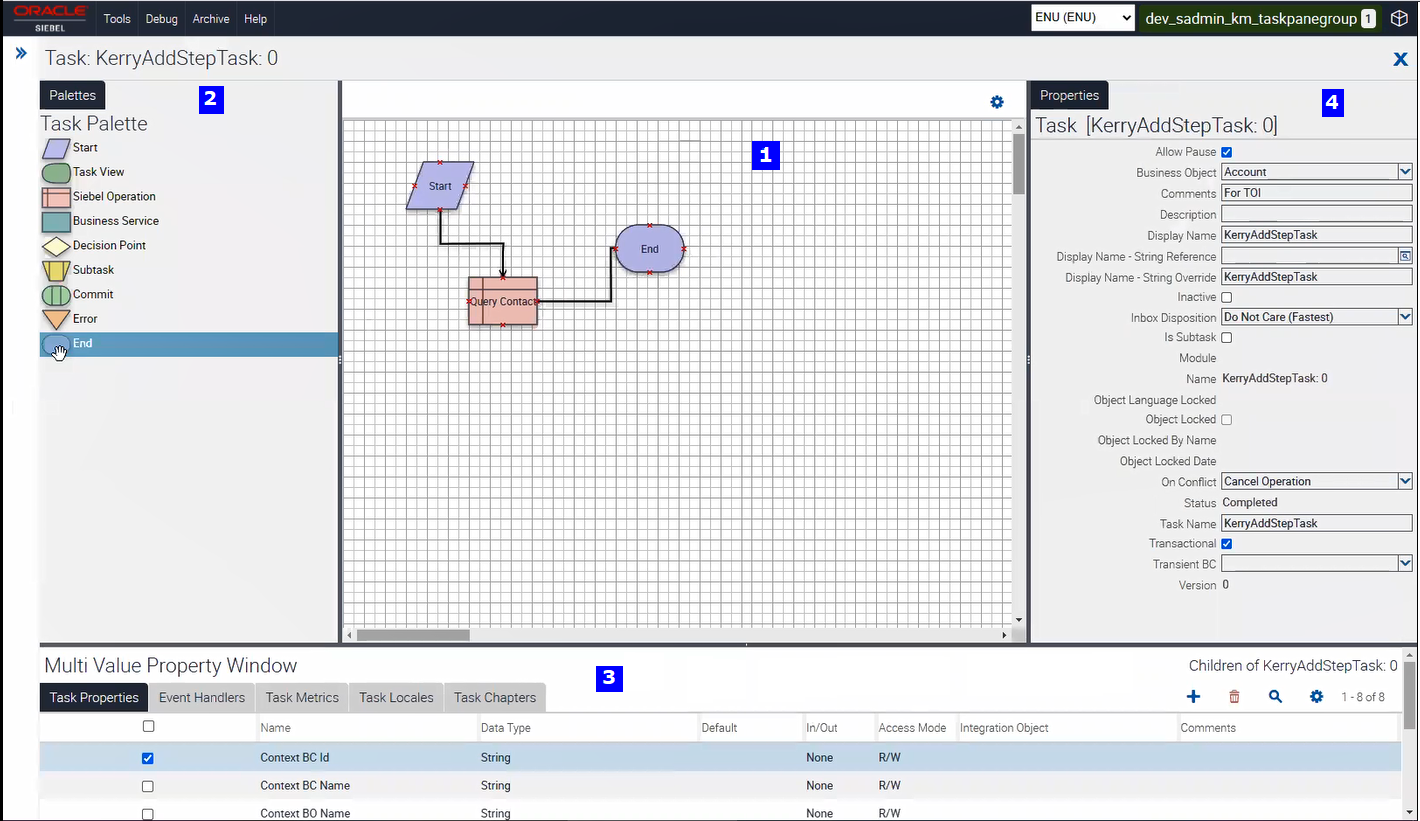 ORACLE
SIEBEL
Tools Debug Archive Help
ENU (ENU)
dev_sadmin_km_taskpanegroup 1
Task: KerryAddStepTask: 0
X
Palettes
2
Task Palette
Start
Task View
Siebel Operation
Business Service
Decision Point
Subtask
Commit
Error
End
1
Start
End
Query Contact
Properties
4
Task [KerryAddStepTask: 0]
Allow Pause
Business Object Account
Comments For TOI
Description
Display Name KerryAddStepTask
Display Name - String Reference
Display Name - String Override KerryAddStepTask
Inactive
Inbox Disposition Do Not Care (Fastest)
Is Subtask
Module
Name KerryAddStepTask: 0
Object Language Locked
Object Locked
Object Locked By Name
Object Locked Date
On Conflict Cancel Operation
Status Completed
Task Name KerryAddStepTask
Transactional
Transient BC
Version 0
Multi Value Property Window
3
Children of KerryAddStepTask: 0
Task Properties Event Handlers Task Metrics Task Locales Task Chapters
1 - 8 of 8
Name Data Type Default In/Out Access Mode Integration Object Comments
Context BC Id String None R/W
Context BC Name String None R/W
Context BO Name String None R/W